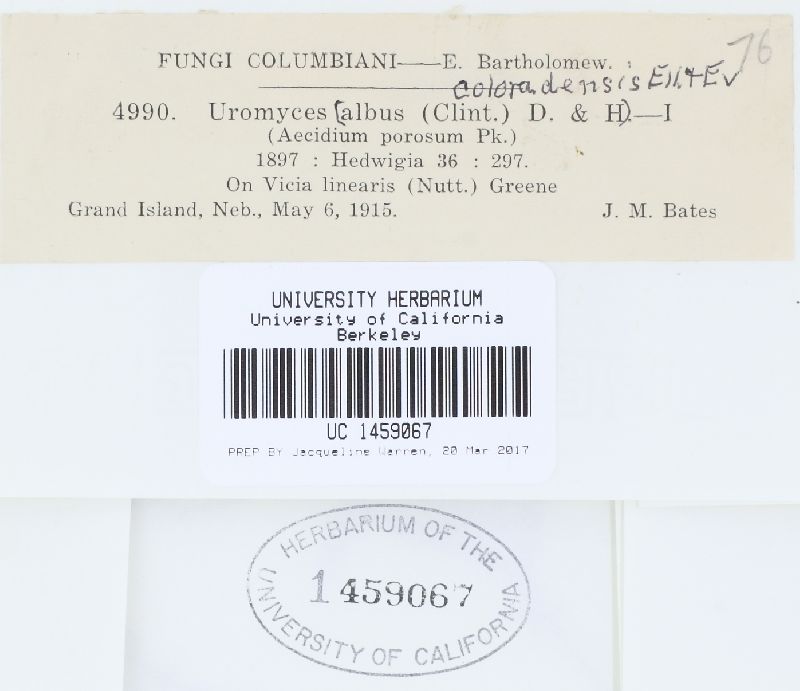 FUNGI COLUMBIANI——E. Bartholomew.
76
coloradensis Ell. & Ev
4990. Uromyces (albus (Clint.) D. & H).—I
(Aecidium porosum Pk.)
1897 : Hedwigia 36 : 297.
On Vicia linearis (Nutt.) Greene
Grand Island, Neb., May 6, 1915. J. M. Bates
UNIVERSITY HERBARIUM
University of California
Berkeley
UC 1459067
PREP BY Jacqueline Warren, 20 Mar 2017
HERBARIUM OF THE
1459067
UNIVERSITY OF CALIFORNIA